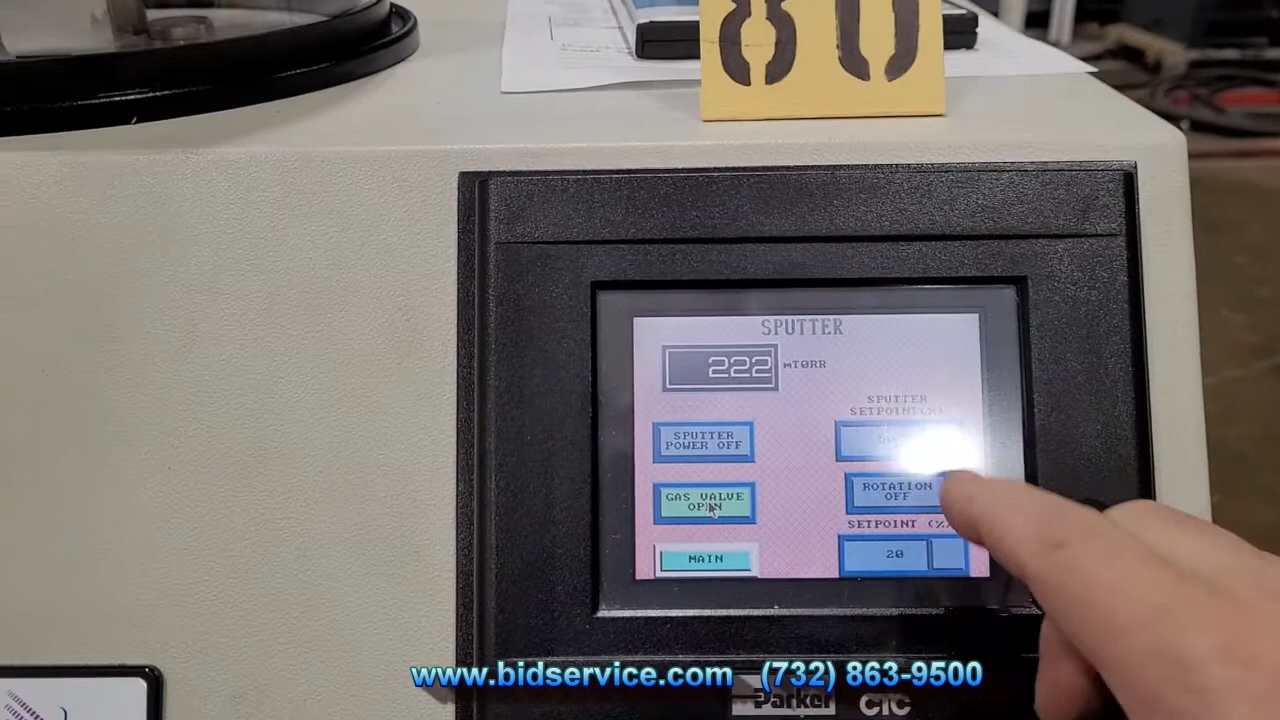 80
SPUTTER
222 mTORR
SPUTTER
SPUTTER
POWER OFF
GAS VALVE
OPEN
ROTATION
OFF
SETPOINT (%)
MAIN
20
www.bidservice.com (732) 863-9500
Parker CTC